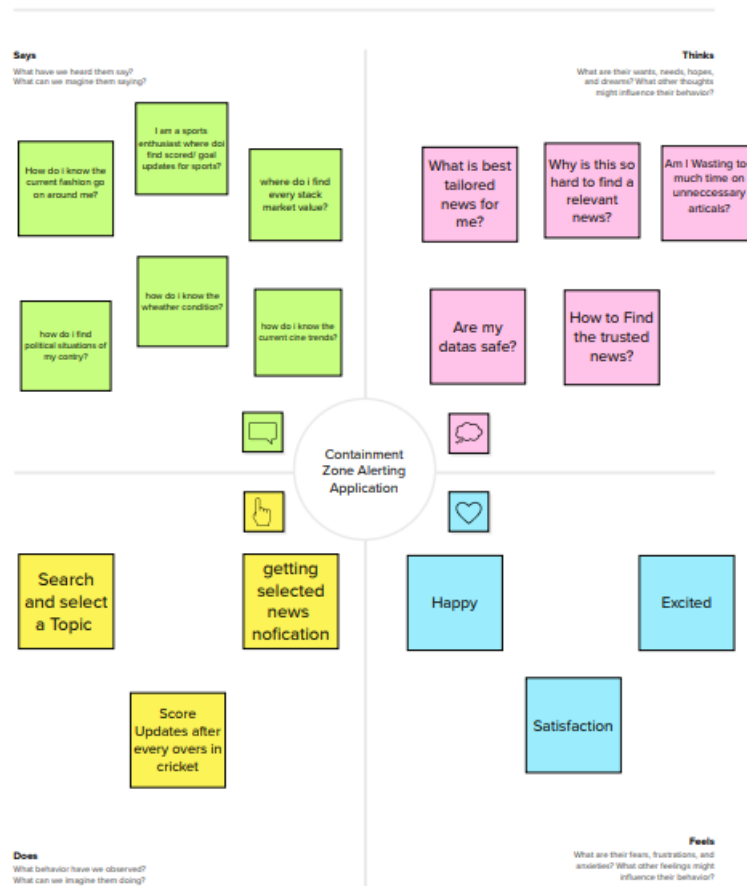 Says
What have we heard them say?
What can we magine them saying?
Thinks
What are their wants, needs, hopes,
and dreams? What other thoughts
might influence their behavior?
How do i know the
current fashion go
on around me?
I am a sports
enthusiast where doi
find scored/ goal
updates for sports?
where do i find
every stack
market value?
how do i find
political situations of
my contry?
how do i know the
wheather condition?
how do i know the
current cine trends?
What is best
tailored
news for
me?
Why is this so
hard to find a
relevant
news?
Am I Wasting to
much time on
unneccessary
articals?
Are my
datas safe?
How to Find
the trusted
news?
Containment
Zone Alerting
Application
Search
and select
a Topic
getting
selected
news
nofication
Score
Updates after
every overs in
cricket
Happy
Excited
Satisfaction
Does
What behavior have we observed?
What can we imagine them doing?
Feels
What are their fears, frustrations, and
anxieties? What other feelings might
influence their behavior?